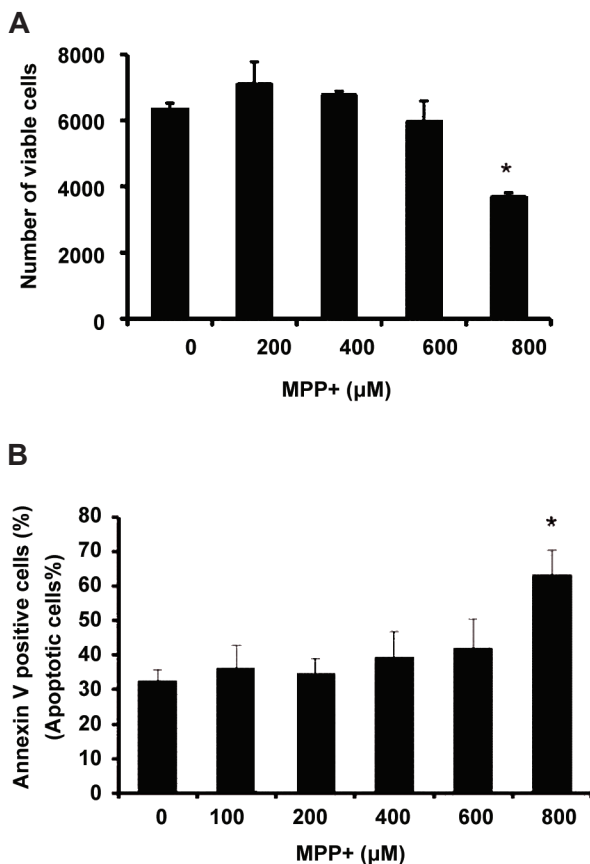 A
8000
6000
4000
2000
0
Number of viable cells
*
0 200 400 600 800
MPP+ (µM)
B
80
70
60
50
40
30
20
10
0
Annexin V positive cells (%)
(Apoptotic cells%)
*
0 100 200 400 600 800
MPP+ (µM)